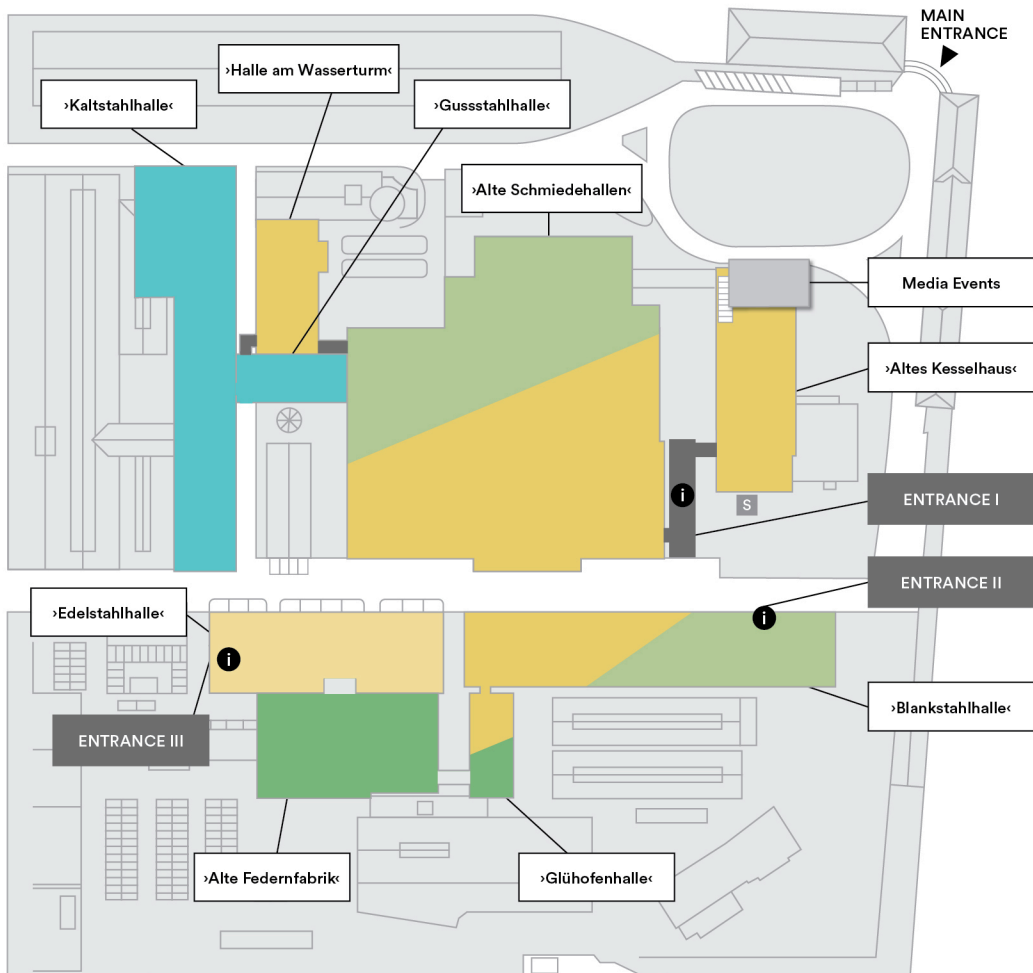 MAIN
ENTRANCE
›Halle am Wasserturm‹
›Kaltstahlhalle‹
›Gussstahlhalle‹
›Alte Schmiedehallen‹
Media Events
›Altes Kesselhaus‹
i
ENTRANCE I
S
ENTRANCE II
›Edelstahlhalle‹
i
i
›Blankstahlhalle‹
ENTRANCE III
›Alte Federnfabrik‹
›Glühofenhalle‹